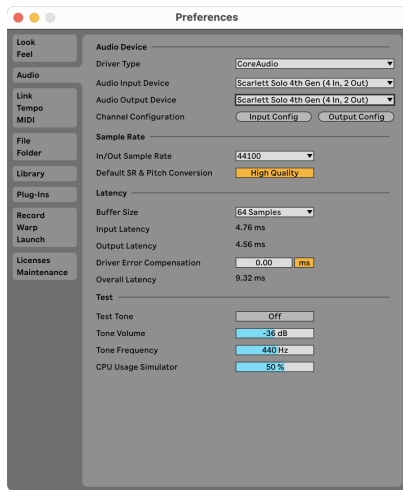 Preferences
Look
Feel
Audio
Link
Tempo
MIDI
File
Folder
Library
Plug-Ins
Record
Warp
Launch
Licenses
Maintenance
Audio Device
Driver Type CoreAudio
Audio Input Device Scarlett Solo 4th Gen (4 In, 2 Out)
Audio Output Device Scarlett Solo 4th Gen (4 In, 2 Out)
Channel Configuration Input Config Output Config
Sample Rate
In/Out Sample Rate 44100
Default SR & Pitch Conversion High Quality
Latency
Buffer Size 64 Samples
Input Latency 4.76 ms
Output Latency 4.56 ms
Driver Error Compensation 0.00 ms
Overall Latency 9.32 ms
Test
Test Tone Off
Tone Volume -36 dB
Tone Frequency 440 Hz
CPU Usage Simulator 50 %